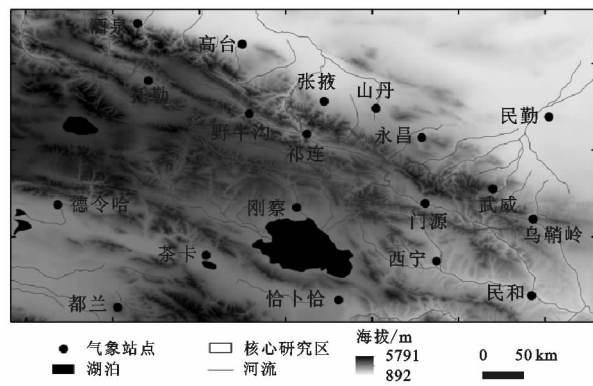 酒泉
高台
托勒
张掖
山丹
民勤
野牛沟
祁连
永昌
德令哈
刚察
门源
武威
乌鞘岭
茶卡
西宁
都兰
恰卜恰
民和
气象站点
核心研究区
海拔/m
5791
892
0 50 km
湖泊
河流